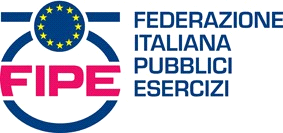 FIPE
FEDERAZIONE
ITALIANA
PUBBLICI
ESERCIZI